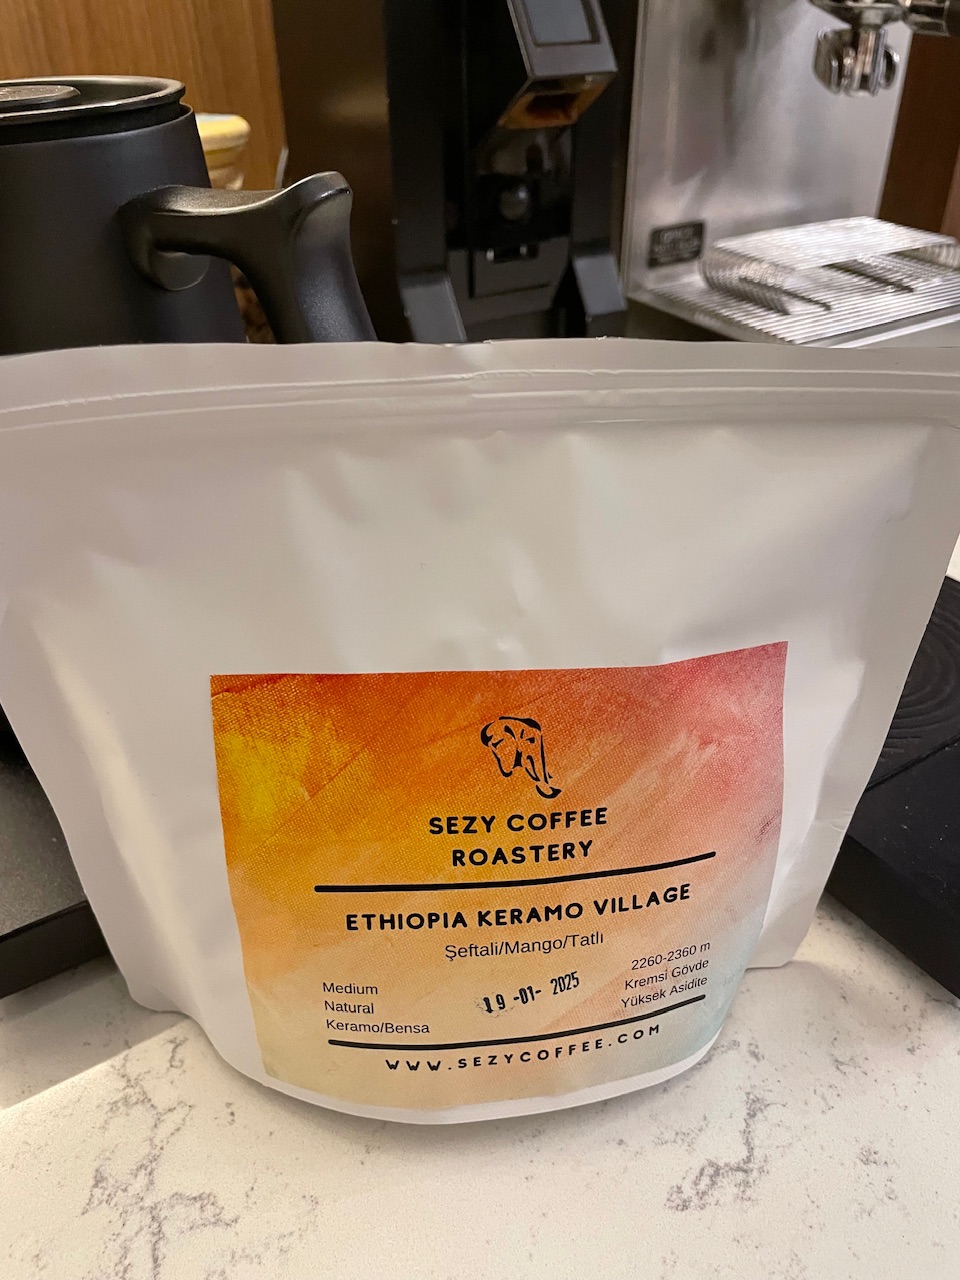 SEZY COFFEE
ROASTERY
ETHIOPIA KERAMO VILLAGE
Şeftali/Mango/Tatlı
Medium
Natural
Keramo/Bensa
19-01-2025
2260-2360 m
Kremsi Gövde
Yüksek Asidite
WWW.SEZYCOFFEE.COM